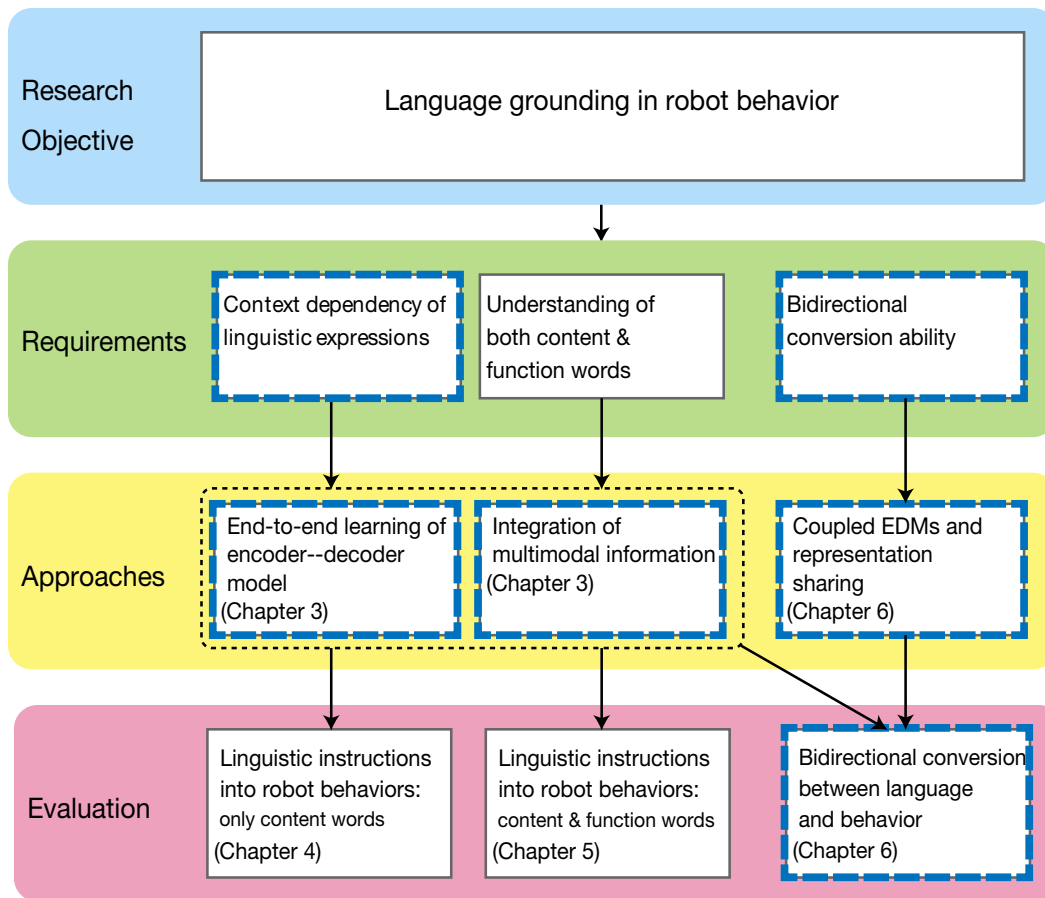 Research
Objective
Language grounding in robot behavior
Requirements
Context dependency of
linguistic expressions
Understanding of
both content &
function words
Bidirectional
conversion ability
Approaches
End-to-end learning of
encoder--decoder
model
(Chapter 3)
Integration of
multimodal information
(Chapter 3)
Coupled EDMs and
representation
sharing
(Chapter 6)
Evaluation
Linguistic instructions
into robot behaviors:
only content words
(Chapter 4)
Linguistic instructions
into robot behaviors:
content & function words
(Chapter 5)
Bidirectional conversion
between language
and behavior
(Chapter 6)